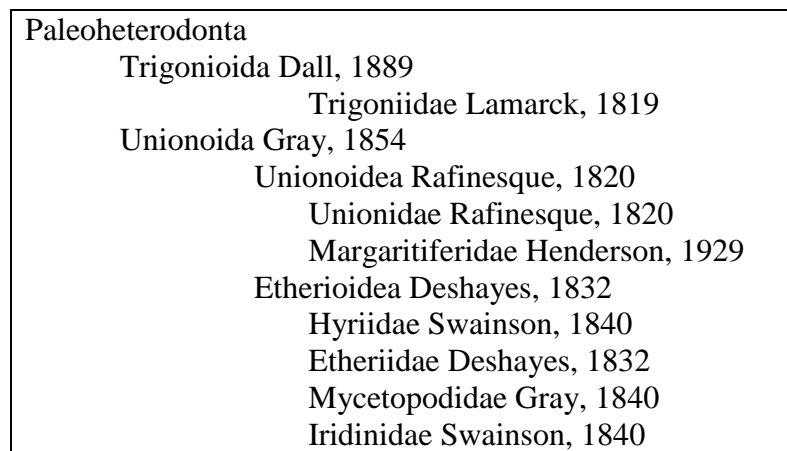 Paleoheterodonta
Trigonioida Dall, 1889
Trigoniidae Lamarck, 1819
Unionoida Gray, 1854
Unionoidea Rafinesque, 1820
Unionidae Rafinesque, 1820
Margaritiferidae Henderson, 1929
Etherioidea Deshayes, 1832
Hyriidae Swainson, 1840
Etheriidae Deshayes, 1832
Mycetopodidae Gray, 1840
Iridinidae Swainson, 1840